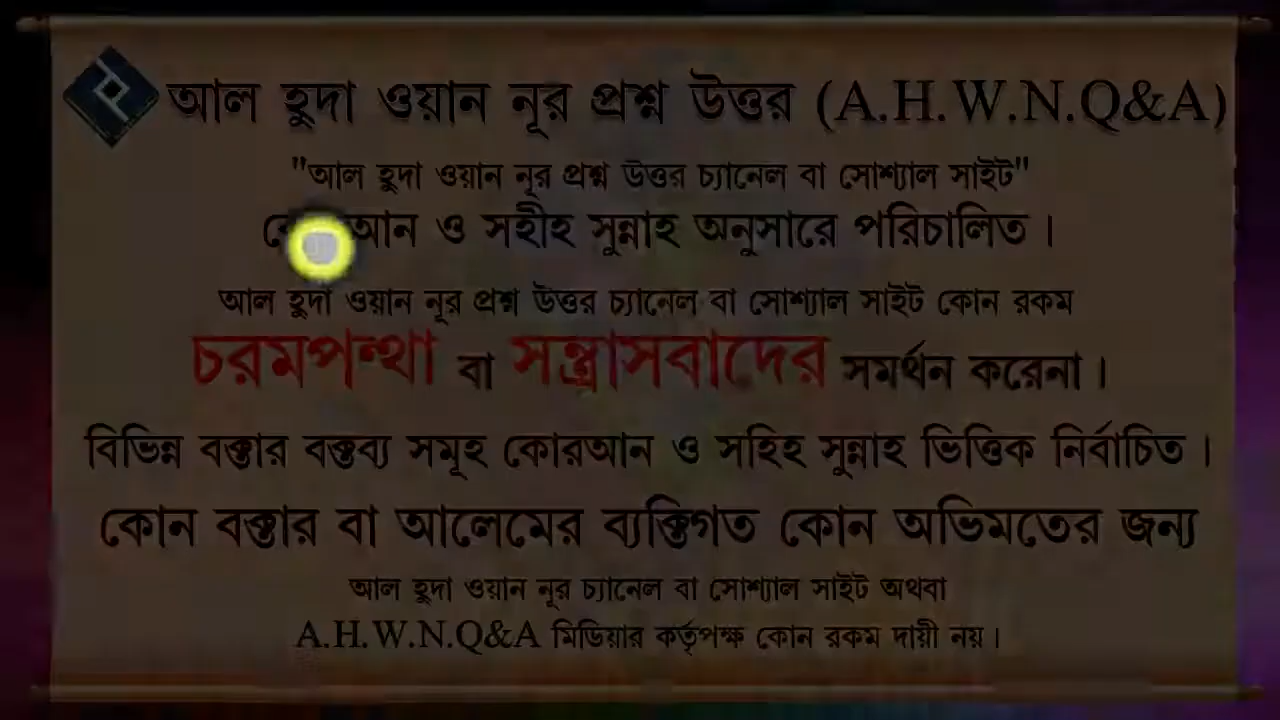 আল হুদা ওয়ান নূর প্রশ্ন উত্তর (A.H.W.N.Q&A)
"আল হুদা ওয়ান নূর প্রশ্ন উত্তর চ্যানেল বা সোশ্যাল সাইট"
ও সহীহ সুন্নাহ অনুসারে পরিচালিত।
আল হুদা ওয়ান নূর প্রশ্ন উত্তর চ্যানেল বা সোশ্যাল সাইট কোন রকম
চরমপন্থা বা সন্ত্রাসবাদের সমর্থন করেনা।
বিভিন্ন বক্তার বক্তব্য সমূহ কোরআন ও সহিহ সুন্নাহ ভিত্তিক নির্বাচিত।
কোন বক্তার বা আলেমের ব্যক্তিগত কোন অভিমতের জন্য
আল হুদা ওয়ান নূর চ্যানেল বা সোশ্যাল সাইট অথবা
A.H.W.N.Q&A মিডিয়ার কর্তৃপক্ষ কোন রকম দায়ী নয়।